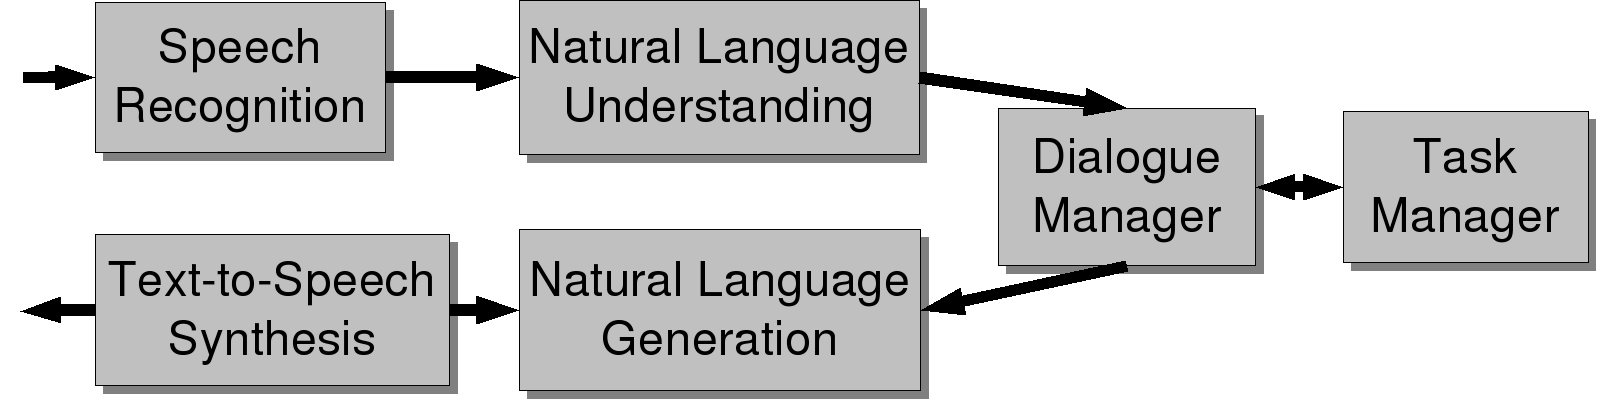 Speech
Recognition
Natural Language
Understanding
Dialogue
Manager
Task
Manager
Text-to-Speech
Synthesis
Natural Language
Generation